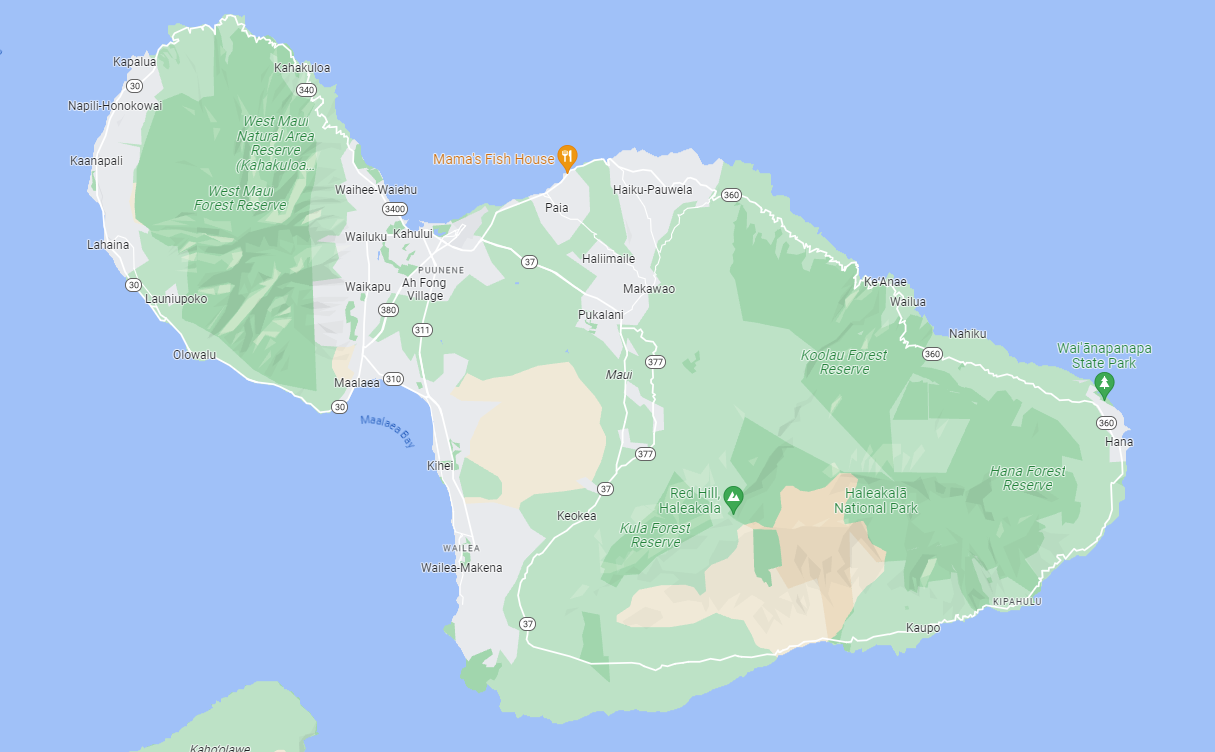 Kapalua
Kahakuloa
30
340
Napili-Honokowai
West Maui
Natural Area
Reserve
(Kahakuloa...
Kaanapali
Mama's Fish House
West Maui
Forest Reserve
Waihee-Waiehu
Haiku-Pauwela
360
3400
Paia
Wailuku
Kahului
Lahaina
37
Haliimaile
PUUNENE
Ah Fong
Village
30
Waikapu
Launiupoko
Makawao
Ke'Anae
Wailua
380
Pukalani
311
Nahiku
Olowalu
Koolau Forest
Reserve
360
Wai'ānapanapa
State Park
377
Maui
Maalaea
310
30
Maalaea Bay
360
Hana
377
Kihei
Hana Forest
Reserve
37
Red Hill,
Haleakala
Haleakalā
National Park
Keokea
Kula Forest
Reserve
WAILEA
Wailea-Makena
KIPAHULU
37
Kaupo
Kaho'olawe